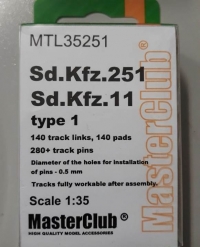 MTL35251
Sd.Kfz.251
Sd.Kfz.11
type 1
140 track links, 140 pads
280+ track pins
Diameter of the holes for installation
of pins - 0.5 mm
Tracks fully workable after assembly.
Scale 1:35
MasterClub®
HIGH QUALITY MODEL ACCESSORIES
MasterClub®